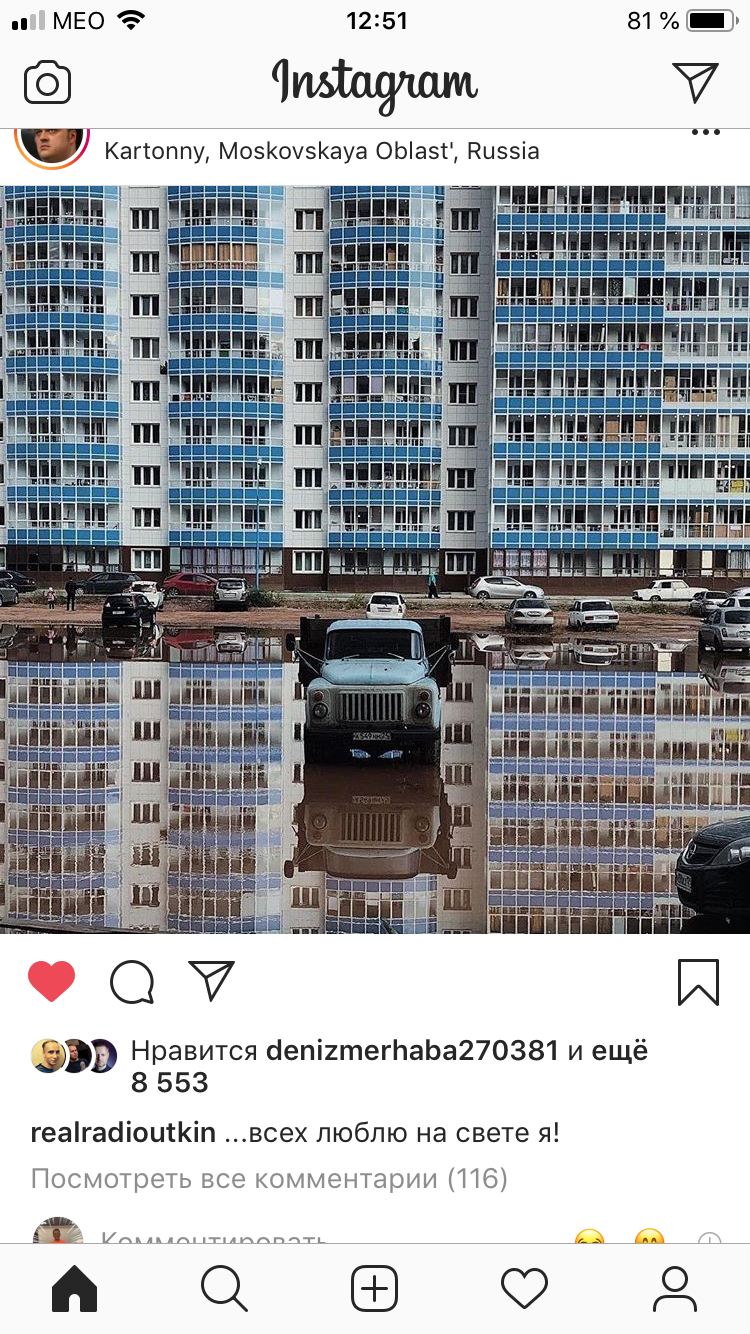 MEO 12:51 81 %
Instagram
Kartonny, Moskovskaya Oblast', Russia
Нравится denizmerhaba270381 и ещё
8 553
realradioutkin ...всех люблю на свете я!
Посмотреть все комментарии (116)
Комментировать